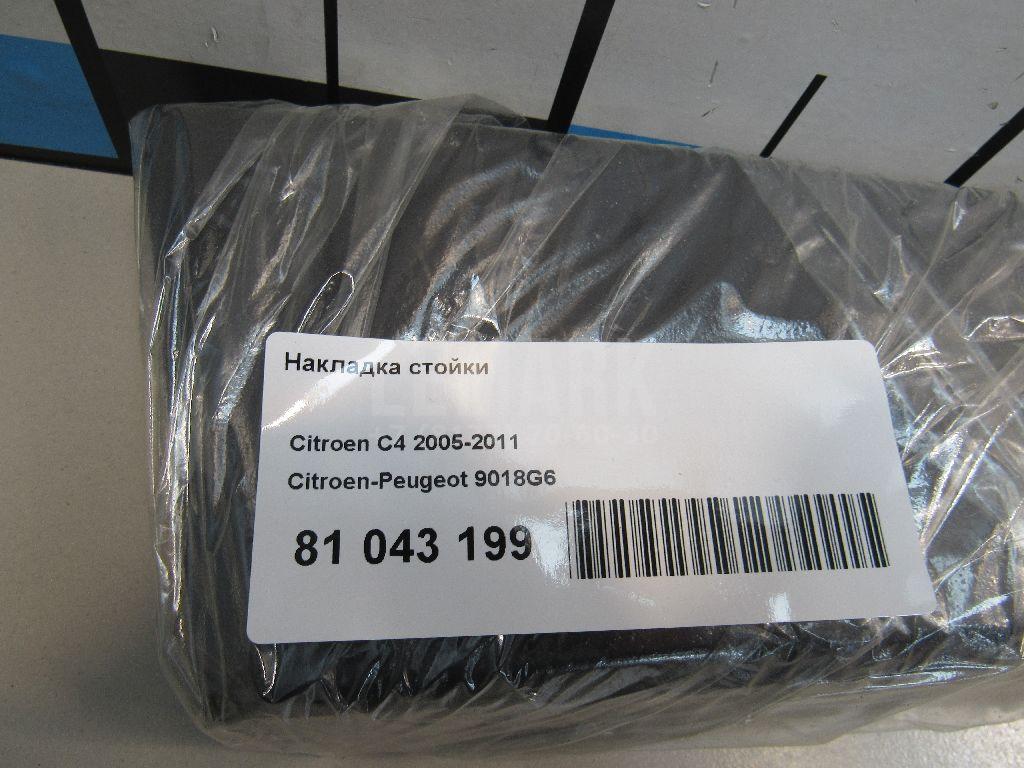 Накладка стойки
Citroen C4 2005-2011
Citroen-Peugeot 9018G6
81 043 199